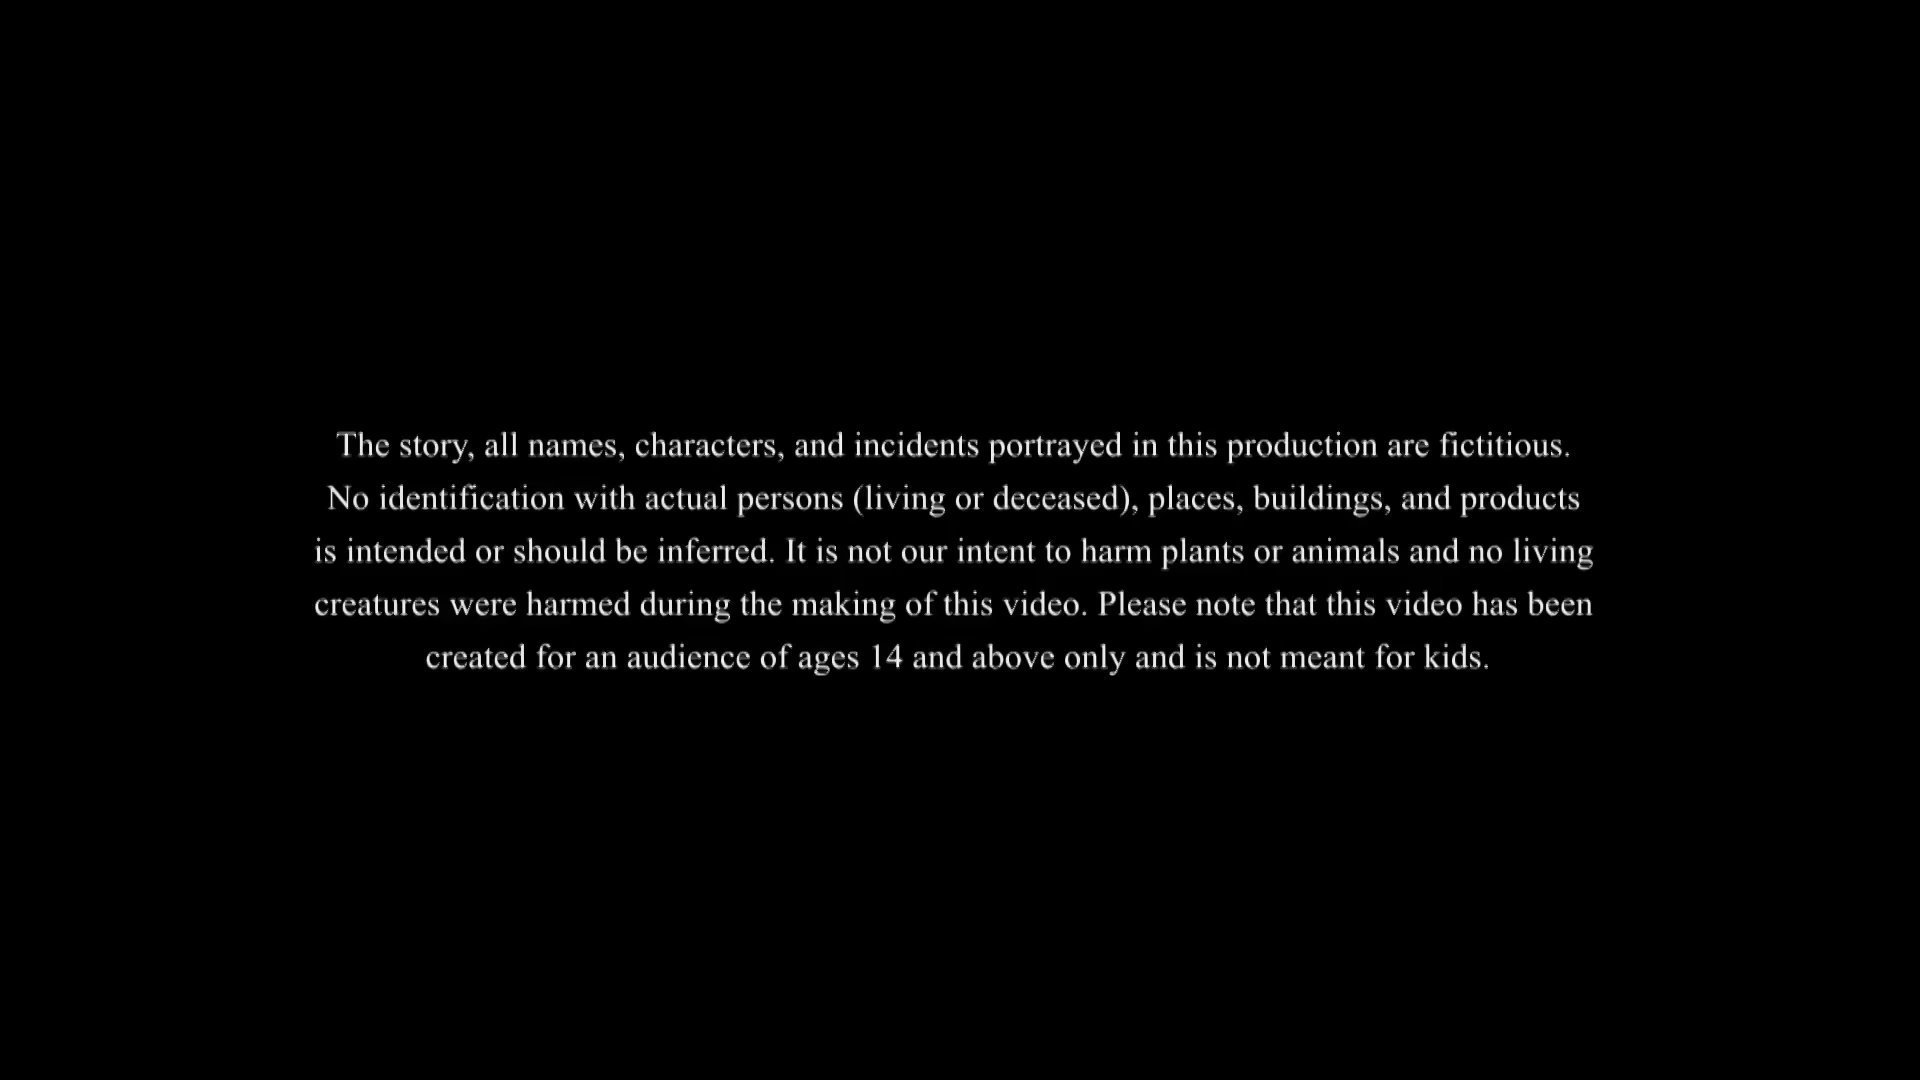 The story, all names, characters, and incidents portrayed in this production are fictitious.
No identification with actual persons (living or deceased), places, buildings, and products
is intended or should be inferred. It is not our intent to harm plants or animals and no living
creatures were harmed during the making of this video. Please note that this video has been
created for an audience of ages 14 and above only and is not meant for kids.